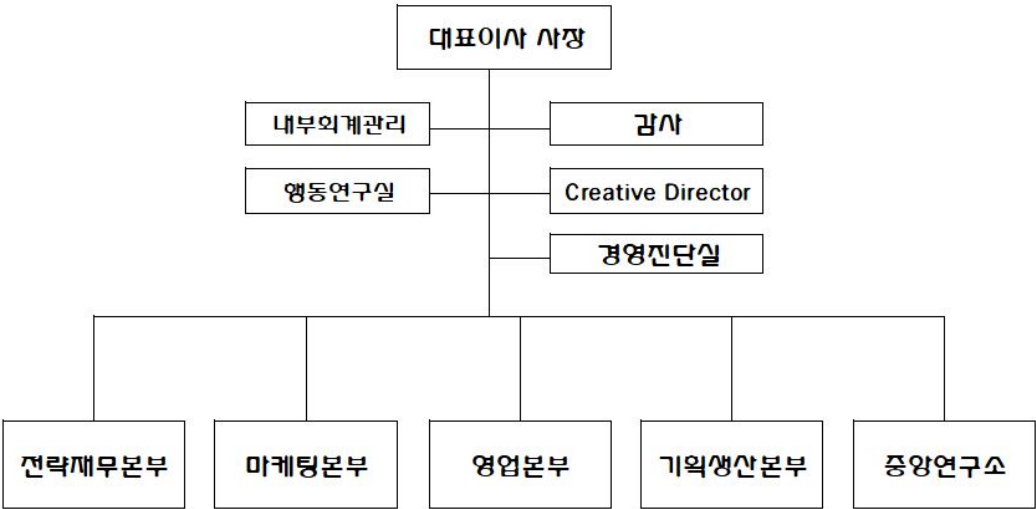 대표이사 사장
내부회계관리
감사
행동연구실
Creative Director
경영진단실
전략재무본부
마케팅본부
영업본부
기획생산본부
중앙연구소